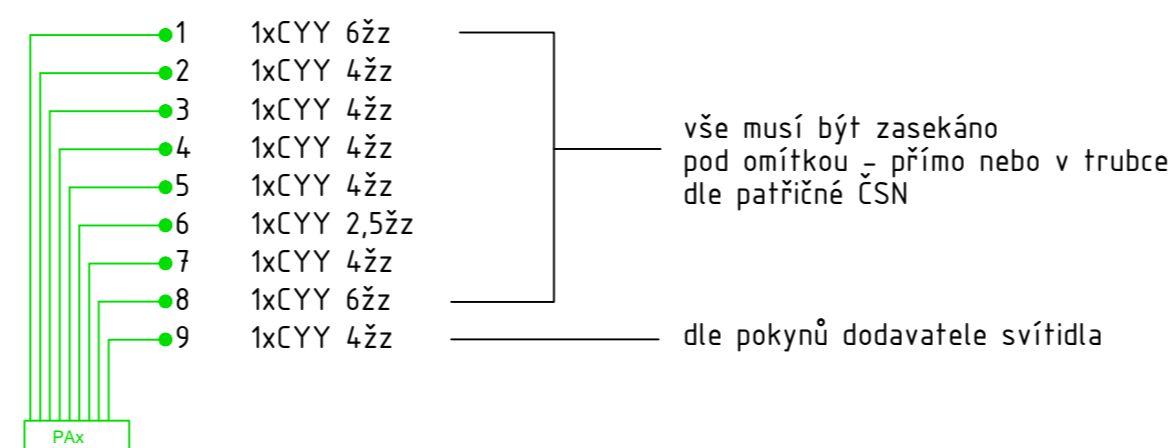 1 1xCYY 6žz
2 1xCYY 4žz
3 1xCYY 4žz
4 1xCYY 4žz
5 1xCYY 4žz
6 1xCYY 2,5žz
7 1xCYY 4žz
8 1xCYY 6žz
9 1xCYY 4žz
vše musí být zasekáno
pod omítkou - přímo nebo v trubce
dle patřičné ČSN
dle pokynů dodavatele svítidla
PAx